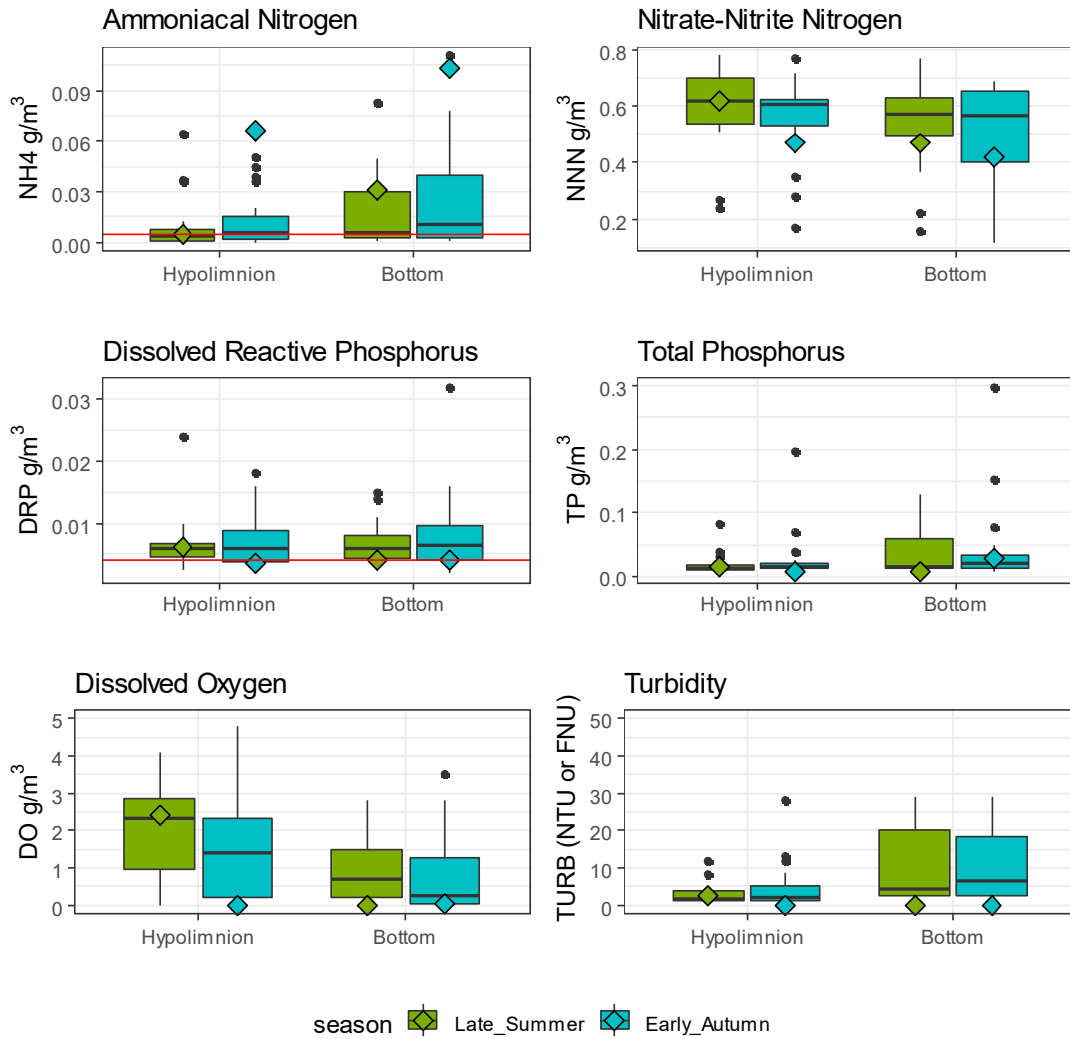 Ammoniacal Nitrogen
NH4 g/m³
0.09
0.06
0.03
0.00
Hypolimnion Bottom
Nitrate-Nitrite Nitrogen
NNN g/m³
0.8
0.6
0.4
0.2
Hypolimnion Bottom
Dissolved Reactive Phosphorus
DRP g/m³
0.03
0.02
0.01
Hypolimnion Bottom
Total Phosphorus
TP g/m³
0.3
0.2
0.1
0.0
Hypolimnion Bottom
Dissolved Oxygen
DO g/m³
5
4
3
2
1
0
Hypolimnion Bottom
Turbidity
TURB (NTU or FNU)
50
40
30
20
10
0
Hypolimnion Bottom
season Late_Summer Early_Autumn